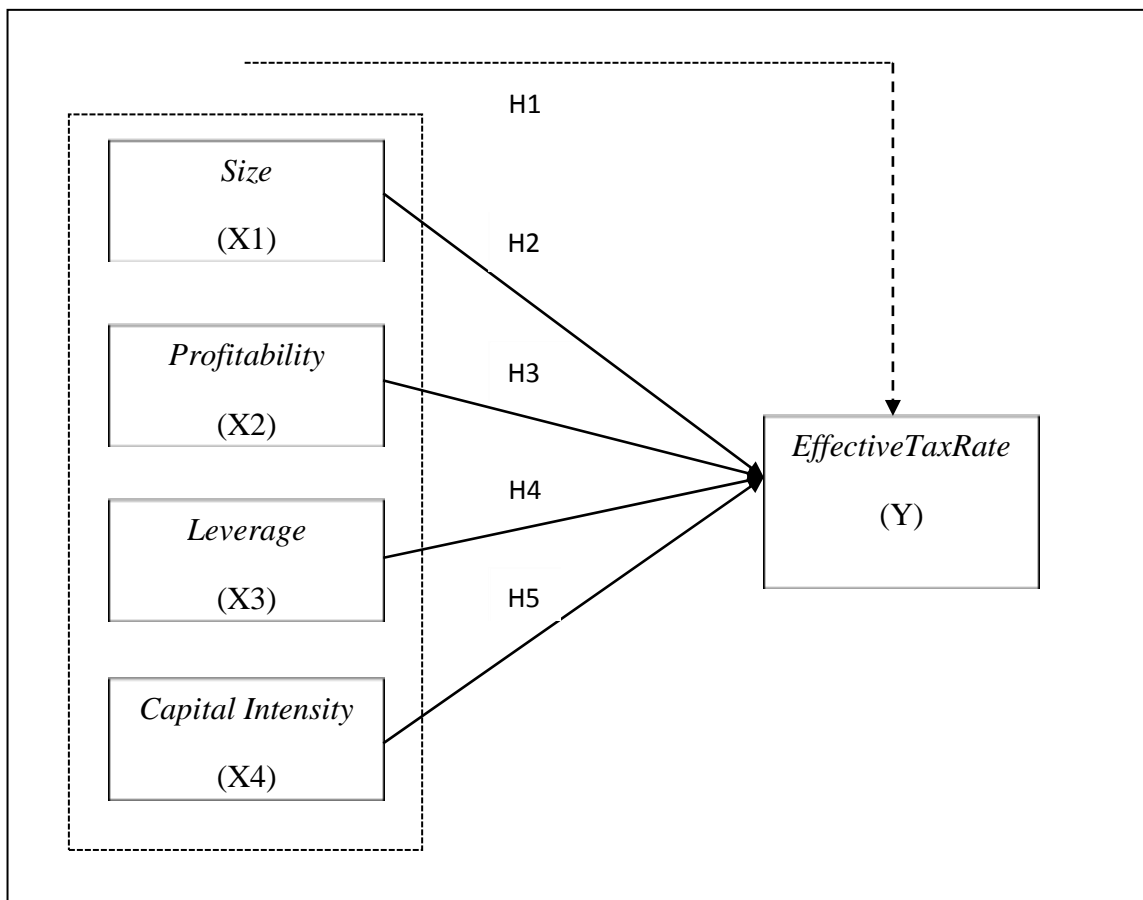 H1
Size
(X1)
H2
Profitability
(X2)
H3
EffectiveTaxRate
(Y)
H4
Leverage
(X3)
H5
Capital Intensity
(X4)